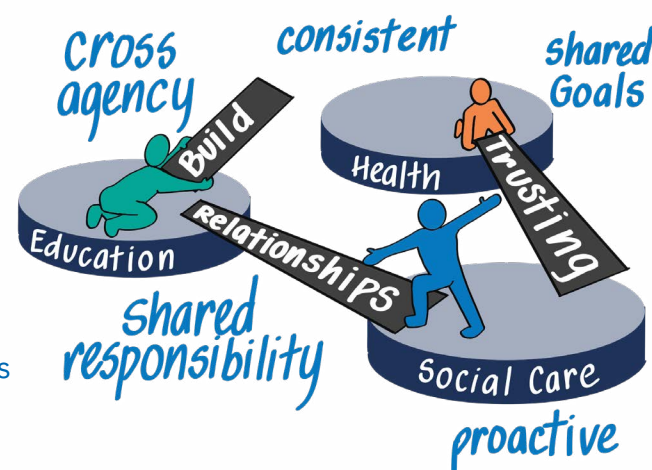 cross
agency
consistent
shared
Goals
Build
Trusting
Relationships
Health
Education
Social Care
shared
responsibility
proactive
s